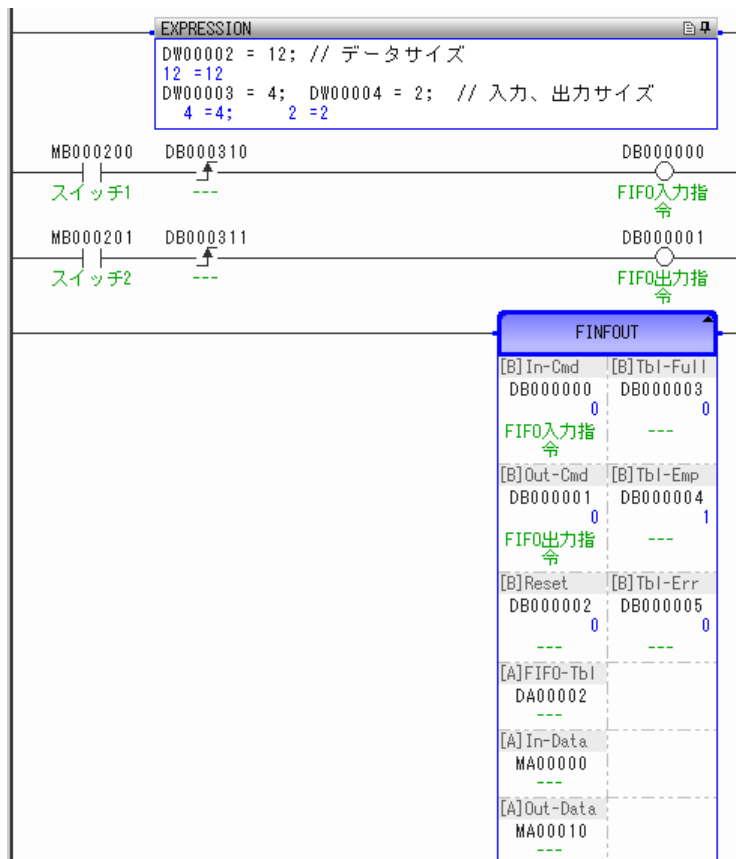 EXPRESSION
DW00002 = 12; // データサイズ
12 =12
DW00003 = 4;  DW00004 = 2;  // 入力、出力サイズ
4 =4;  2 =2
MB000200 DB000310 DB000000
スイッチ1 --- FIFO入力指令
MB000201 DB000311 DB000001
スイッチ2 --- FIFO出力指令
FINFOUT
[B]In-Cmd [B]Tbl-Full
DB000000 DB000003
0 0
FIFO入力指令 ---
[B]Out-Cmd [B]Tbl-Emp
DB000001 DB000004
0 1
FIFO出力指令 ---
[B]Reset [B]Tbl-Err
DB000002 DB000005
0 0
--- ---
[A]FIFO-Tbl
DA00002
---
[A]In-Data
MA00000
---
[A]Out-Data
MA00010
---